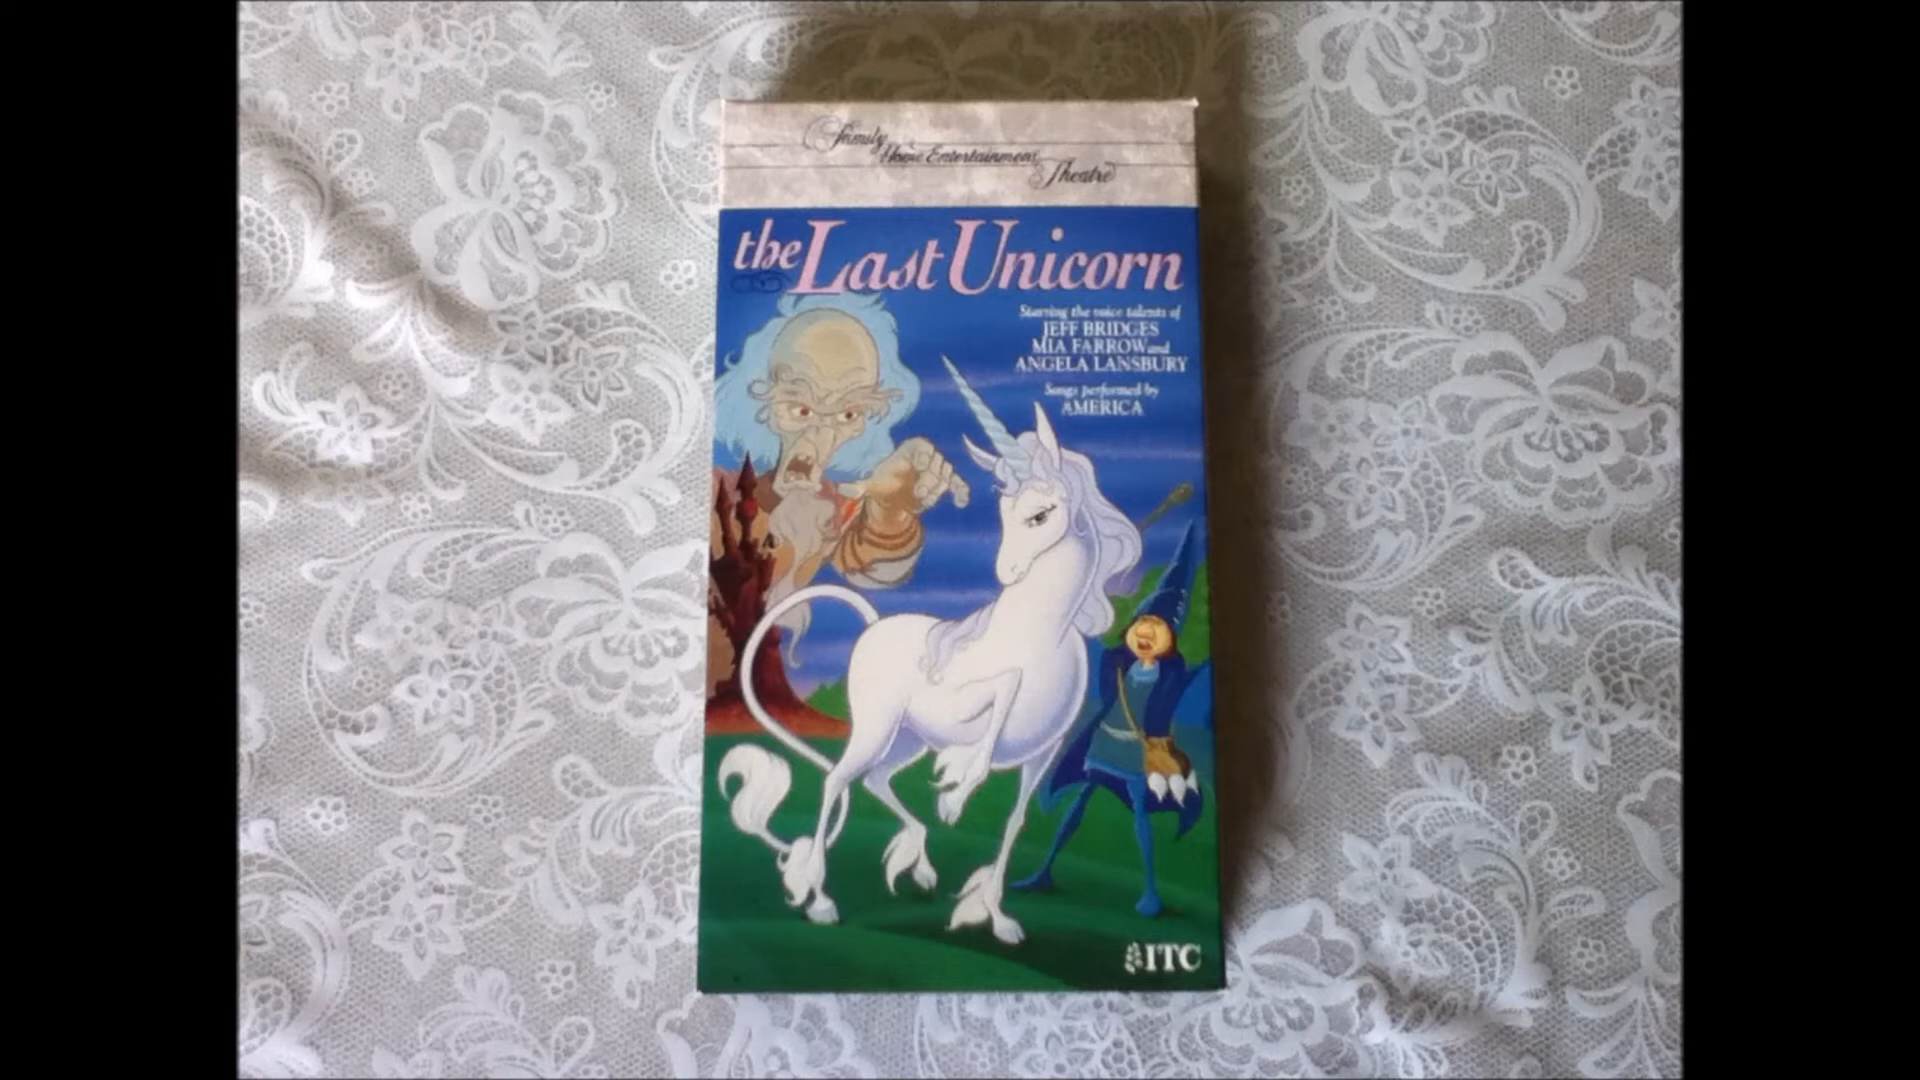 Family
Home Entertainment
Theatre
the Last Unicorn
Starring the voice talents of
JEFF BRIDGES
MIA FARROW and
ANGELA LANSBURY
Songs performed by
AMERICA
ITC